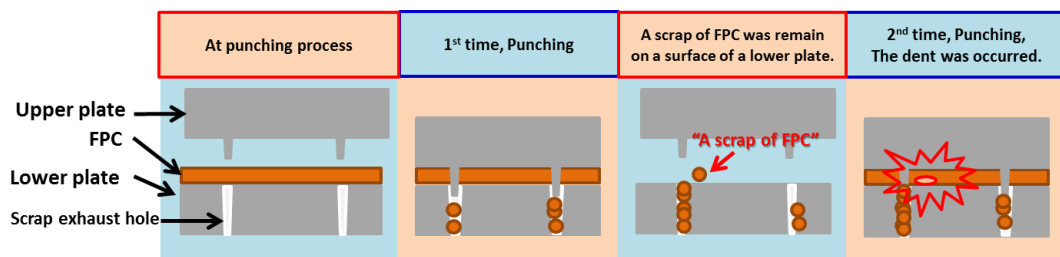 At punching process
1st time, Punching
A scrap of FPC was remain
on a surface of a lower plate.
2nd time, Punching,
The dent was occurred.
Upper plate
FPC
Lower plate
Scrap exhaust hole
“A scrap of FPC”